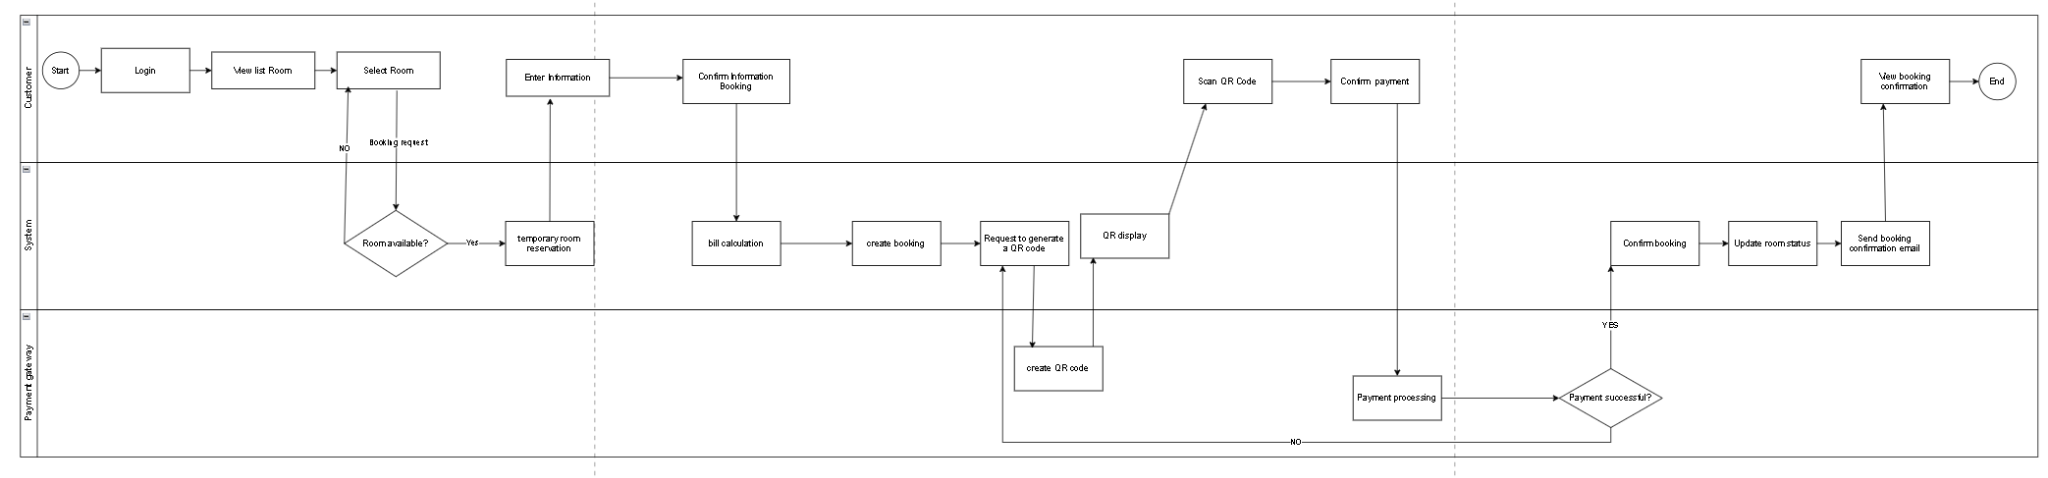 Customer
Start
Login
View list Room
Select Room
Enter Information
Confirm Information
Booking
Scan QR Code
Confirm payment
View booking
confirmation
End
NO
Booking request
System
Room available?
Yes
temporary room
reservation
bill calculation
create booking
Request to generate
a QR code
QR display
Confirm booking
Update room status
Send booking
confirmation email
Payment gateway
YES
create QR code
Payment processing
Payment successful?
NO